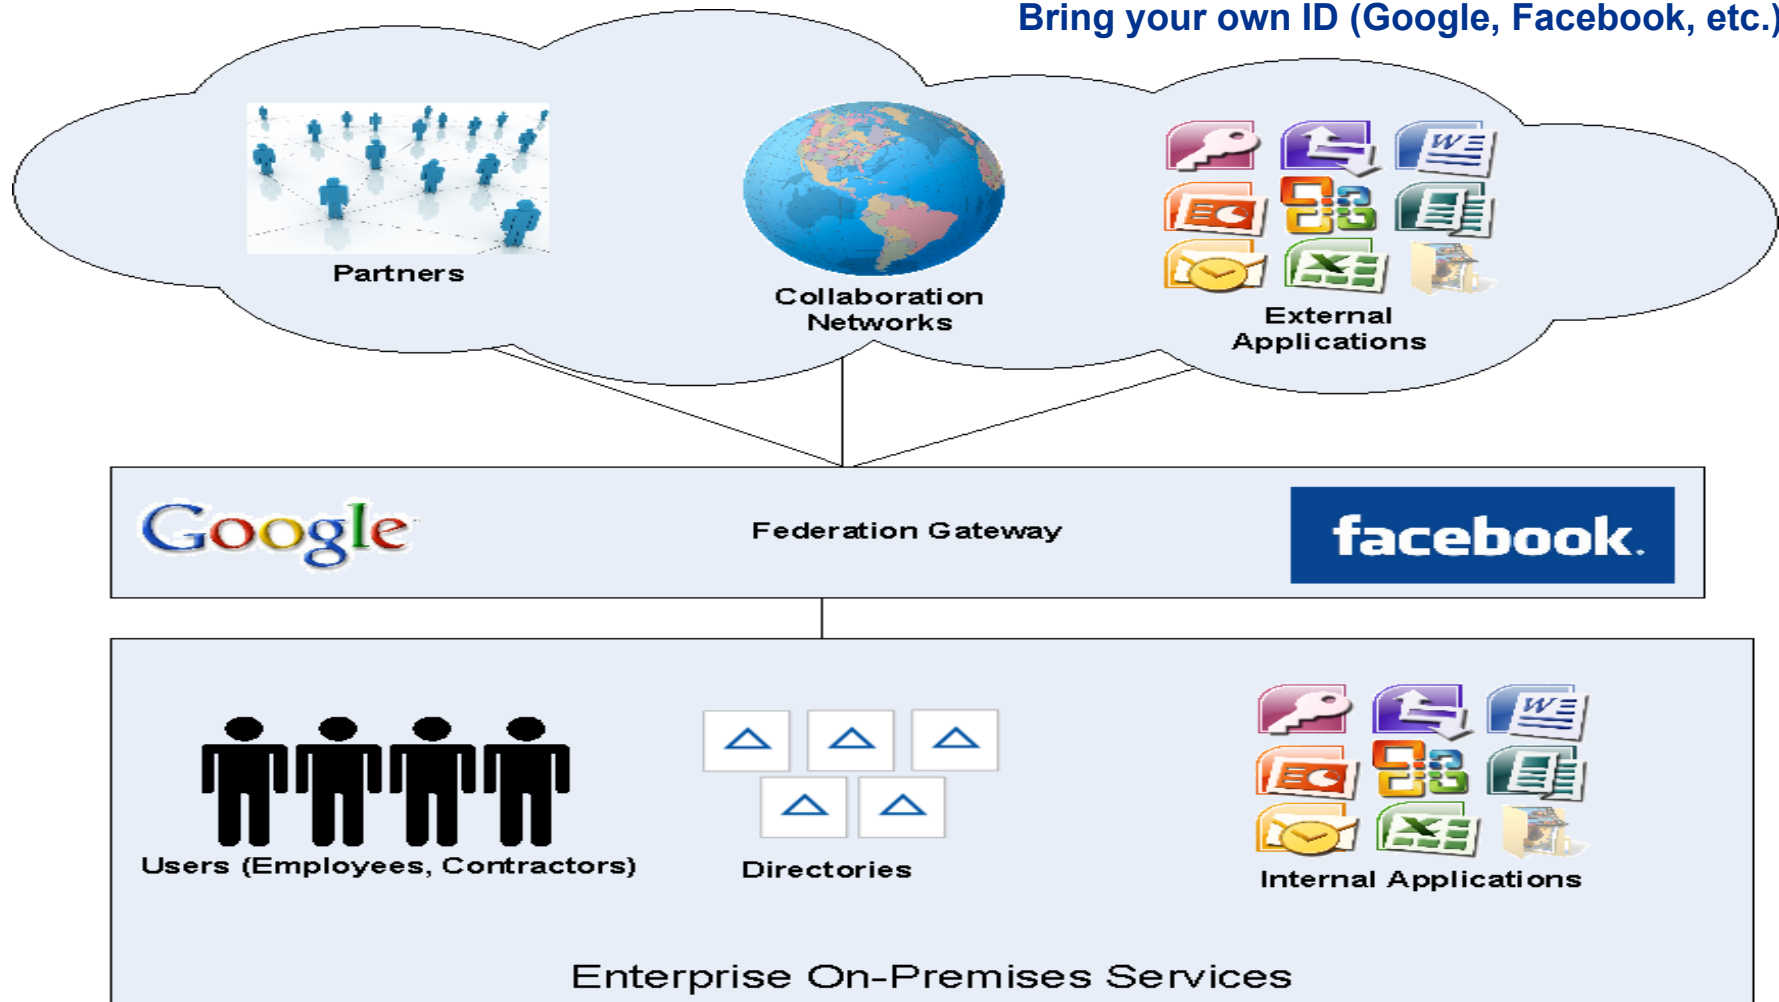 Bring your own ID (Google, Facebook, etc.)
Partners
Collaboration
Networks
External
Applications
Google
Federation Gateway
facebook.
Users (Employees, Contractors)
Directories
Internal Applications
Enterprise On-Premises Services